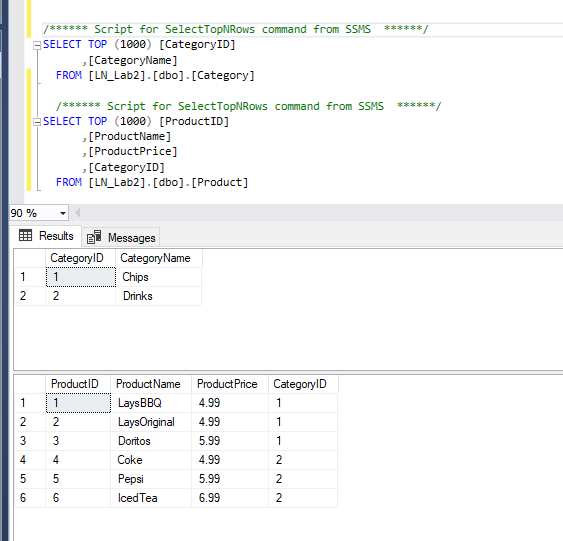 /****** Script for SelectTopNRows command from SSMS  ******/
SELECT TOP (1000) [CategoryID]
,[CategoryName]
FROM [LN_Lab2].[dbo].[Category]
/****** Script for SelectTopNRows command from SSMS  ******/
SELECT TOP (1000) [ProductID]
,[ProductName]
,[ProductPrice]
,[CategoryID]
FROM [LN_Lab2].[dbo].[Product]
90 %
Results Messages
CategoryID CategoryName
1 1 Chips
2 2 Drinks
ProductID ProductName ProductPrice CategoryID
1 1 LaysBBQ 4.99 1
2 2 LaysOriginal 4.99 1
3 3 Doritos 5.99 1
4 4 Coke 4.99 2
5 5 Pepsi 5.99 2
6 6 IcedTea 6.99 2